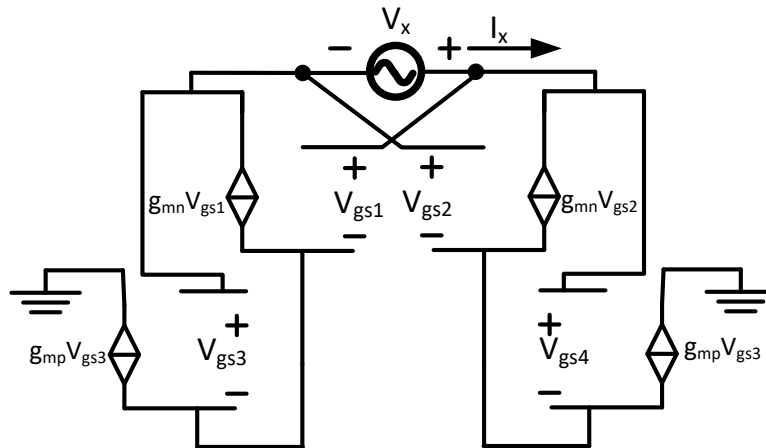 V_x
− + I_x
+ +
g_mnV_gs1 V_gs1 V_gs2 g_mnV_gs2
− −
+ +
g_mpV_gs3 V_gs3 V_gs4 g_mpV_gs3
− −